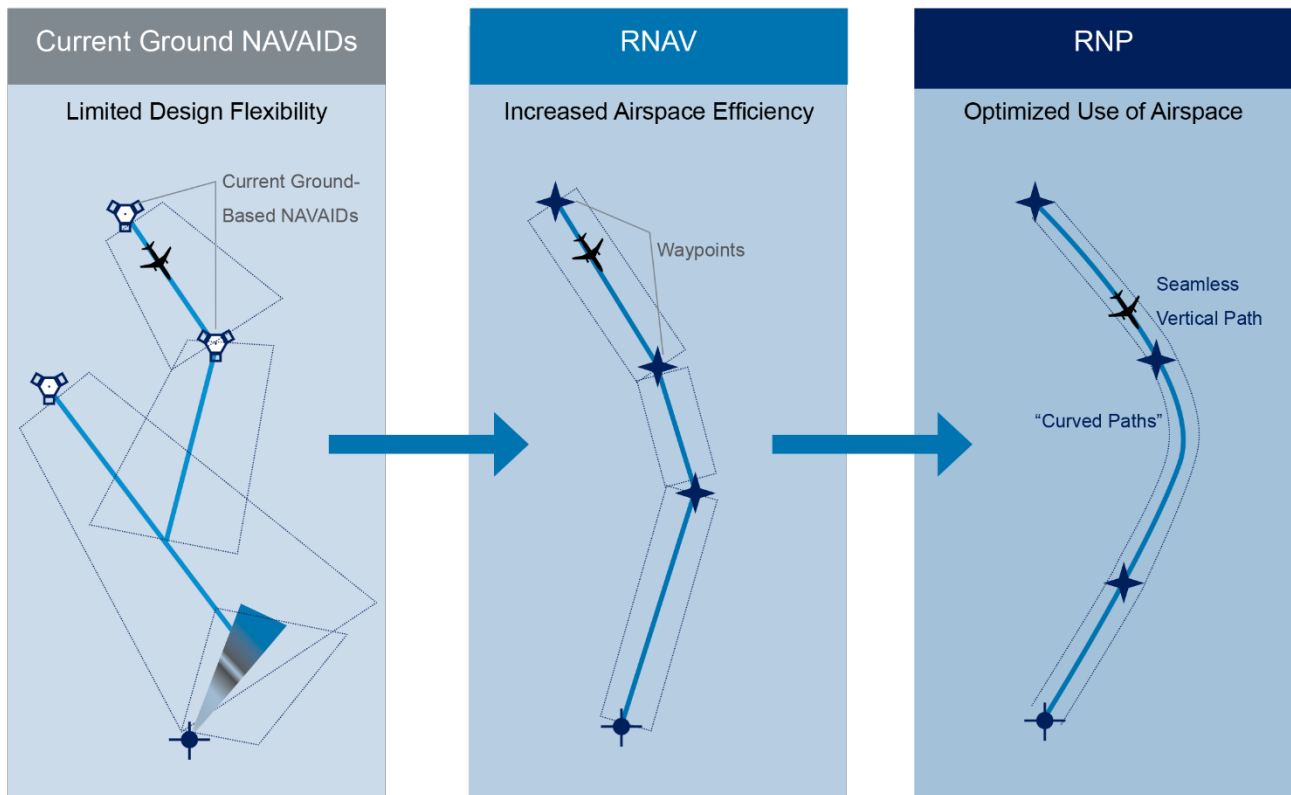 Current Ground NAVAIDs
Limited Design Flexibility
Current Ground-
Based NAVAIDs
RNAV
Increased Airspace Efficiency
Waypoints
RNP
Optimized Use of Airspace
Seamless
Vertical Path
“Curved Paths”